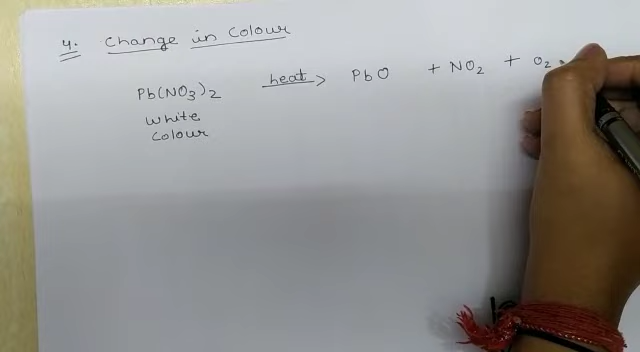 4. Change in Colour
Pb(NO3)2 heat> PbO + NO2 + O2
white
colour